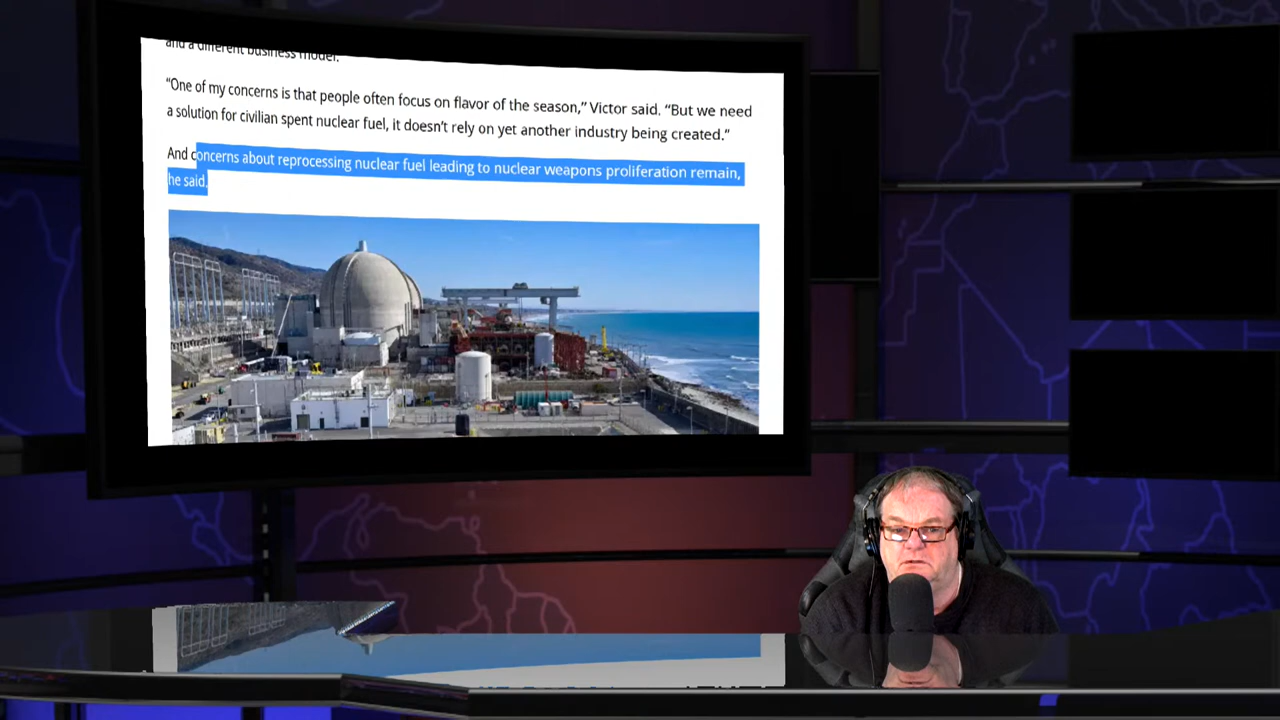 and a different business model.
“One of my concerns is that people often focus on flavor of the season,” Victor said. “But we need
a solution for civilian spent nuclear fuel, it doesn’t rely on yet another industry being created.”
And concerns about reprocessing nuclear fuel leading to nuclear weapons proliferation remain,
he said.